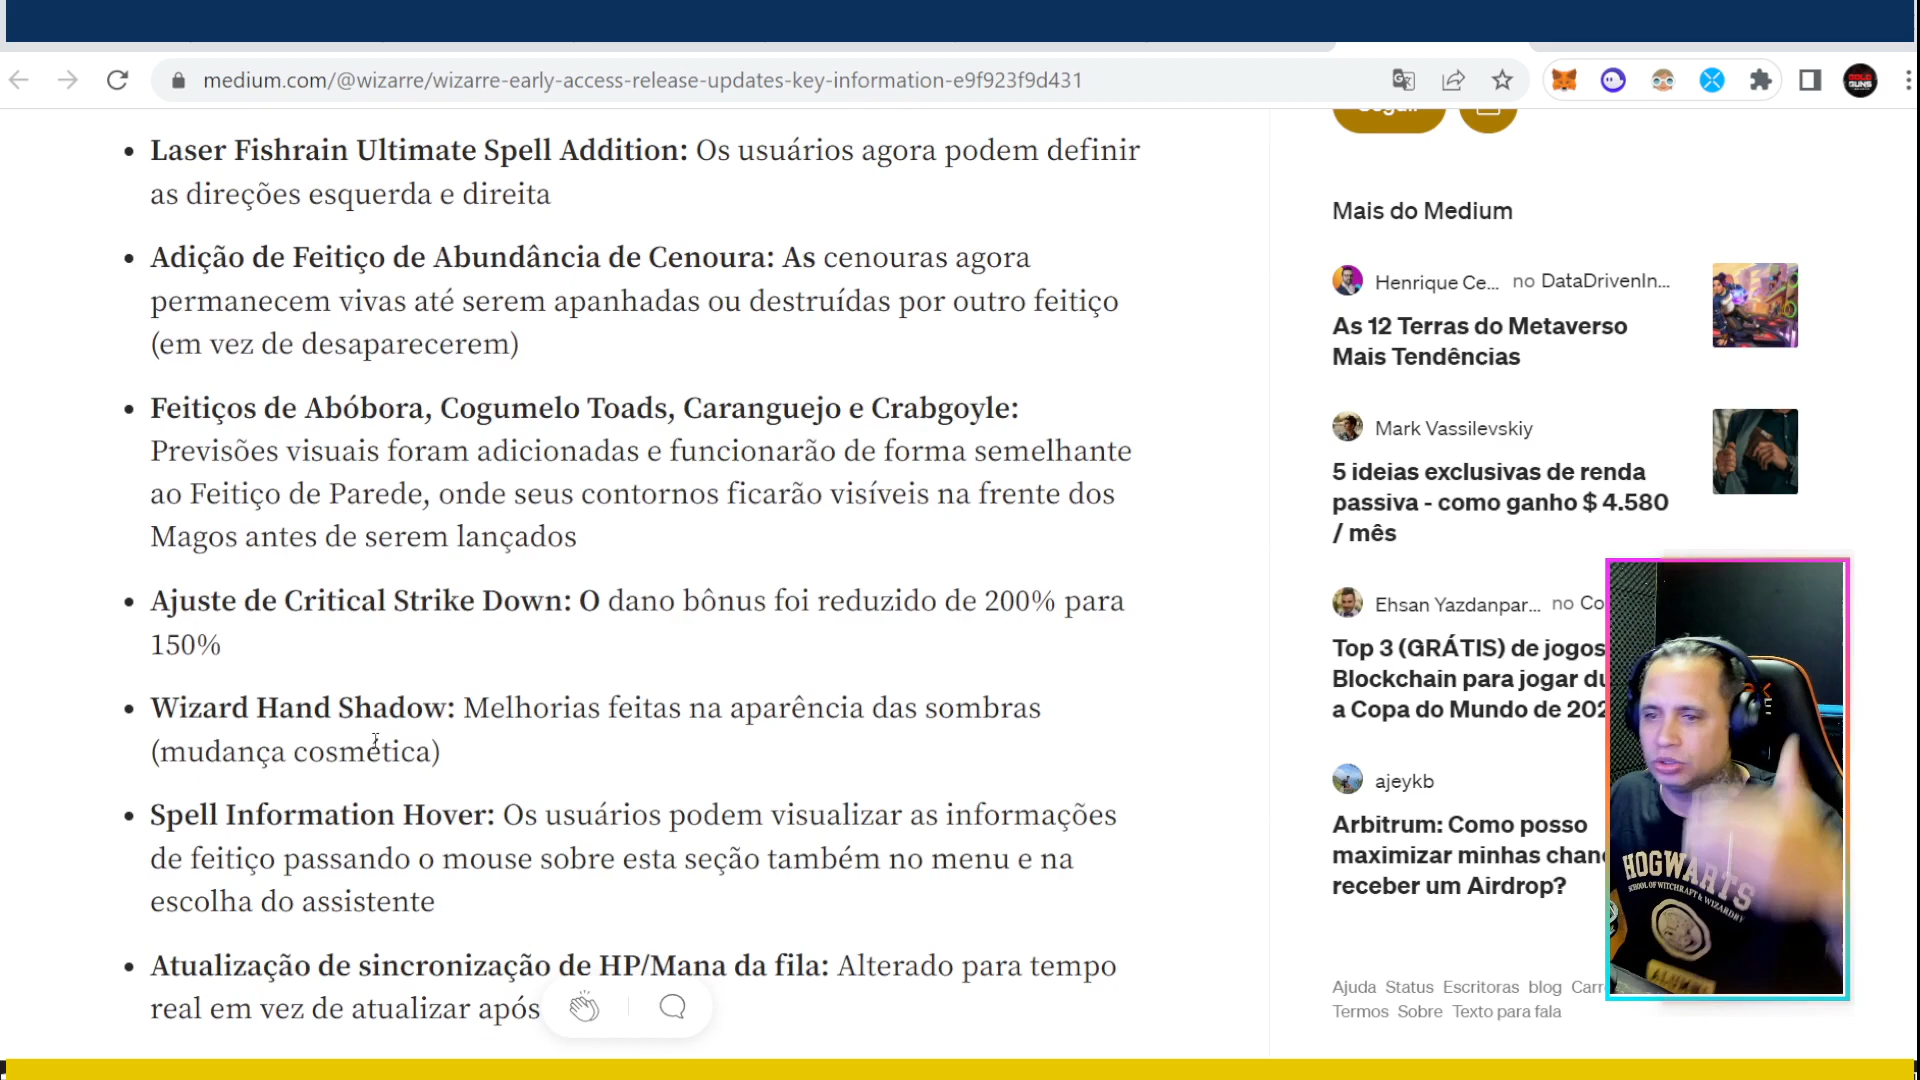 medium.com/@wizarre/wizarre-early-access-release-updates-key-information-e9f923f9d431
Laser Fishrain Ultimate Spell Addition: Os usuários agora podem definir
as direções esquerda e direita
Adição de Feitiço de Abundância de Cenoura: As cenouras agora
permanecem vivas até serem apanhadas ou destruídas por outro feitiço
(em vez de desaparecerem)
Feitiços de Abóbora, Cogumelo Toads, Caranguejo e Crabgoyle:
Previsões visuais foram adicionadas e funcionarão de forma semelhante
ao Feitiço de Parede, onde seus contornos ficarão visíveis na frente dos
Magos antes de serem lançados
Ajuste de Critical Strike Down: O dano bônus foi reduzido de 200% para
150%
Wizard Hand Shadow: Melhorias feitas na aparência das sombras
(mudança cosmética)
Spell Information Hover: Os usuários podem visualizar as informações
de feitiço passando o mouse sobre esta seção também no menu e na
escolha do assistente
Atualização de sincronização de HP/Mana da fila: Alterado para tempo
real em vez de atualizar após
Seguir
Mais do Medium
Henrique Ce... no DataDrivenIn...
As 12 Terras do Metaverso
Mais Tendências
Mark Vassilevskiy
5 ideias exclusivas de renda
passiva - como ganho $ 4.580
/ mês
Ehsan Yazdanpar... no Co
Top 3 (GRÁTIS) de jogos
Blockchain para jogar du
a Copa do Mundo de 202
ajeykb
Arbitrum: Como posso
maximizar minhas chanc
receber um Airdrop?
Ajuda Status Escritoras blog Carr
Termos Sobre Texto para fala
HOGWARTS
SCHOOL OF WITCHCRAFT & WIZARDRY